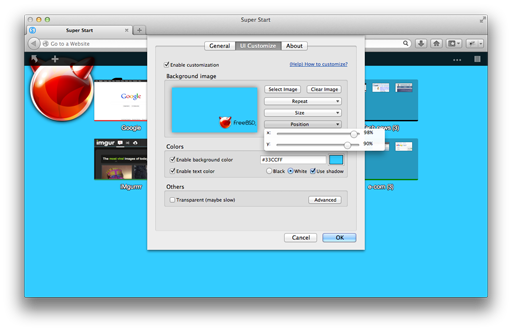 Super Start
Super Start
Go to a Website
General
UI Customize
About
Enable customization
(Help) How to customize?
Background image
Select Image
Clear Image
Repeat
Size
Position
FreeBSD
X:
98%
Y:
90%
Google
Google
imgur
iMgurrrr
(3)
(3)
Colors
Enable background color
#33CCFF
Enable text color
Black
White
Use shadow
Others
Transparent (maybe slow)
Advanced
Cancel
OK